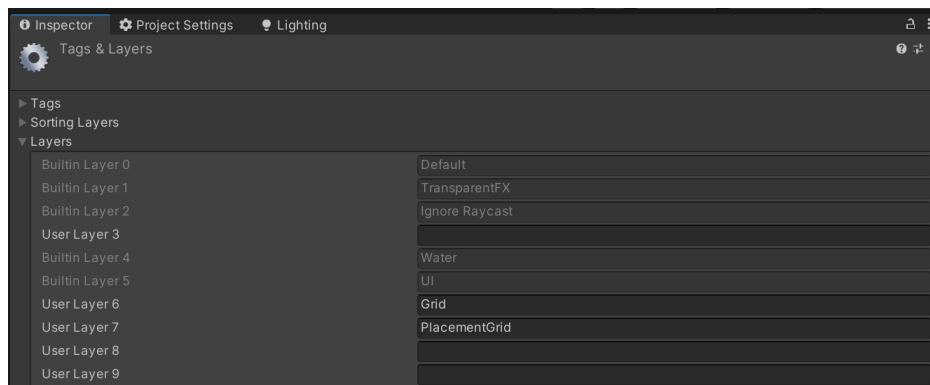 Inspector Project Settings Lighting
Tags & Layers
Tags
Sorting Layers
Layers
Builtin Layer 0 Default
Builtin Layer 1 TransparentFX
Builtin Layer 2 Ignore Raycast
User Layer 3
Builtin Layer 4 Water
Builtin Layer 5 UI
User Layer 6 Grid
User Layer 7 PlacementGrid
User Layer 8
User Layer 9